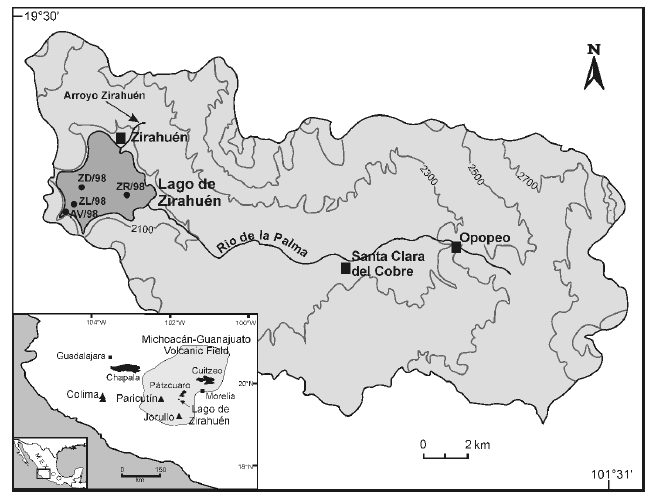 19°30'
N
Arroyo Zirahuén
Zirahuén
ZD/98
ZR/98
ZL/98
AV/98
Lago de
Zirahuén
2100
2300
2500
2700
Río de la Palma
Opopeo
Santa Clara
del Cobre
104°W
102°W
100°W
Michoacán-Guanajuato
Volcanic Field
Guadalajara
Chapala
Cuitzeo
Pátzcuaro
20°N
Colima
Paricutín
Morelia
Lago de
Zirahuén
Jorullo
MEXICO
0 150
km
19°N
0 2 km
101°31'